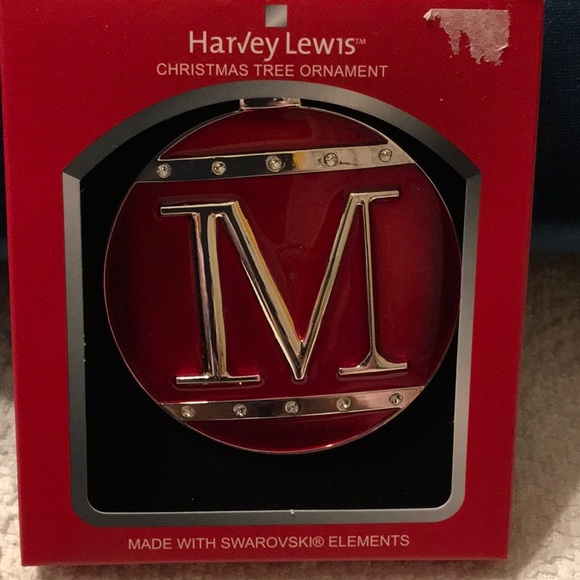 Harvey Lewis™
CHRISTMAS TREE ORNAMENT
M
MADE WITH SWAROVSKI® ELEMENTS